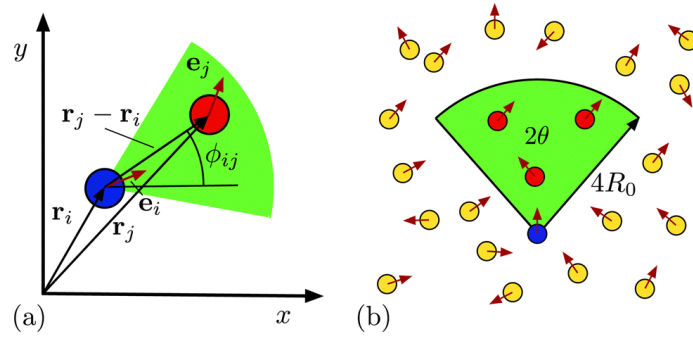 y
e_j
r_j − r_i
ϕ_ij
r_i
e_i
r_j
x
(a)
2θ
4R_0
(b)